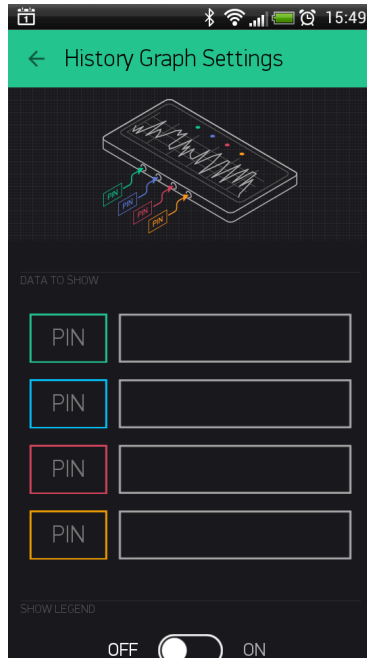 1 15:49
History Graph Settings
PIN
PIN
PIN
PIN
DATA TO SHOW
PIN
PIN
PIN
PIN
SHOW LEGEND
OFF ON